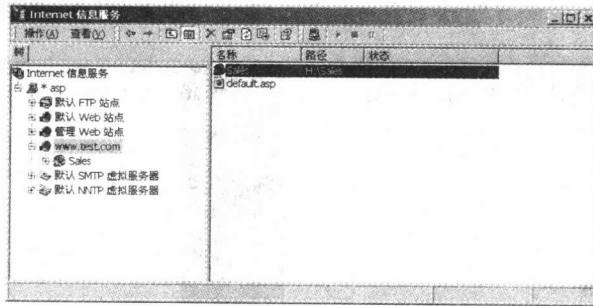 Internet 信息服务
操作(A) 查看(V)
树
名称 路径 状态
Internet 信息服务
* asp
默认 FTP 站点
默认 Web 站点
管理 Web 站点
www.test.com
Sales
默认 SMTP 虚拟服务器
默认 NNTP 虚拟服务器
Sales H:\Sales
default.asp